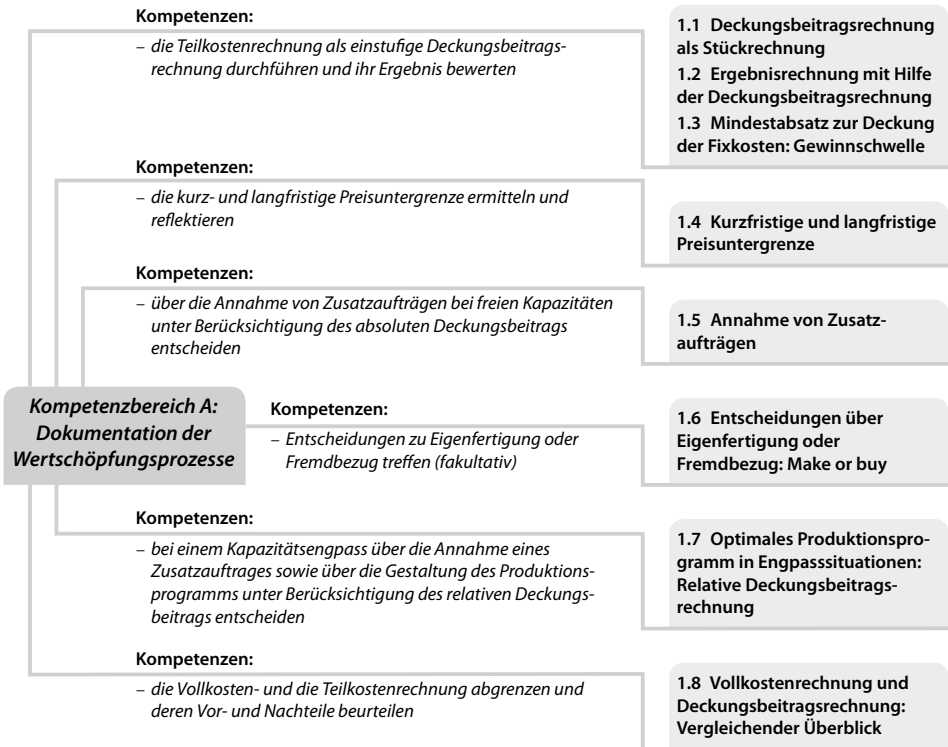 Kompetenzen:
– die Teilkostenrechnung als einstufige Deckungsbeitrags-
rechnung durchführen und ihr Ergebnis bewerten
1.1 Deckungsbeitragsrechnung
als Stückrechnung
1.2 Ergebnisrechnung mit Hilfe
der Deckungsbeitragsrechnung
1.3 Mindestabsatz zur Deckung
der Fixkosten: Gewinnschwelle
Kompetenzen:
– die kurz- und langfristige Preisuntergrenze ermitteln und
reflektieren
1.4 Kurzfristige und langfristige
Preisuntergrenze
Kompetenzen:
– über die Annahme von Zusatzaufträgen bei freien Kapazitäten
unter Berücksichtigung des absoluten Deckungsbeitrags
entscheiden
1.5 Annahme von Zusatz-
aufträgen
Kompetenzbereich A:
Dokumentation der
Wertschöpfungsprozesse
Kompetenzen:
– Entscheidungen zu Eigenfertigung oder
Fremdbezug treffen (fakultativ)
1.6 Entscheidungen über
Eigenfertigung oder
Fremdbezug: Make or buy
Kompetenzen:
– bei einem Kapazitätsengpass über die Annahme eines
Zusatzauftrages sowie über die Gestaltung des Produktions-
programms unter Berücksichtigung des relativen Deckungs-
beitrags entscheiden
1.7 Optimales Produktionspro-
gramm in Engpasssituationen:
Relative Deckungsbeitrags-
rechnung
Kompetenzen:
– die Vollkosten- und die Teilkostenrechnung abgrenzen und
deren Vor- und Nachteile beurteilen
1.8 Vollkostenrechnung und
Deckungsbeitragsrechnung:
Vergleichender Überblick